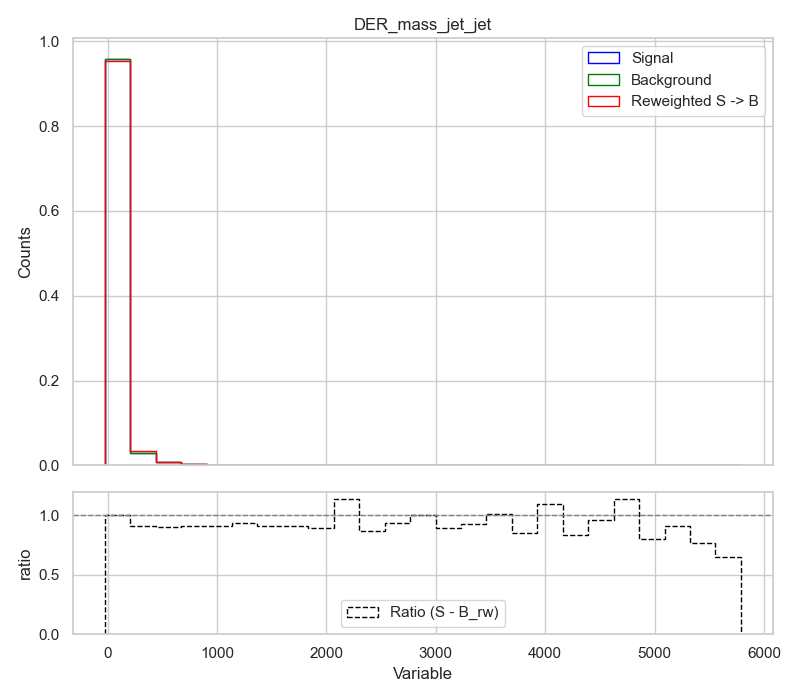 DER_mass_jet_jet
1.0
0.8
0.6
0.4
0.2
0.0
Counts
Signal
Background
Reweighted S -> B
1.0
0.5
0.0
ratio
Ratio (S - B_rw)
0 1000 2000 3000 4000 5000 6000
Variable